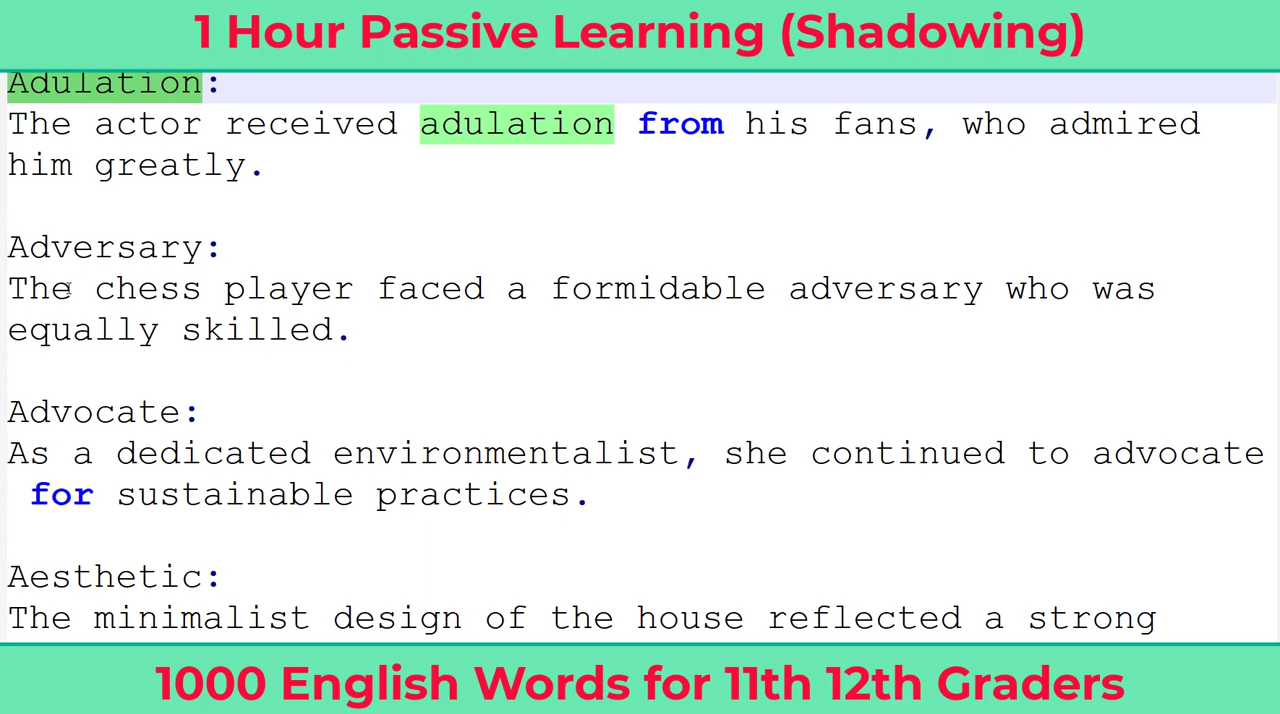 1 Hour Passive Learning (Shadowing)
Adulation:
The actor received adulation from his fans, who admired
him greatly.
Adversary:
The chess player faced a formidable adversary who was
equally skilled.
Advocate:
As a dedicated environmentalist, she continued to advocate
for sustainable practices.
Aesthetic:
The minimalist design of the house reflected a strong
1000 English Words for 11th 12th Graders